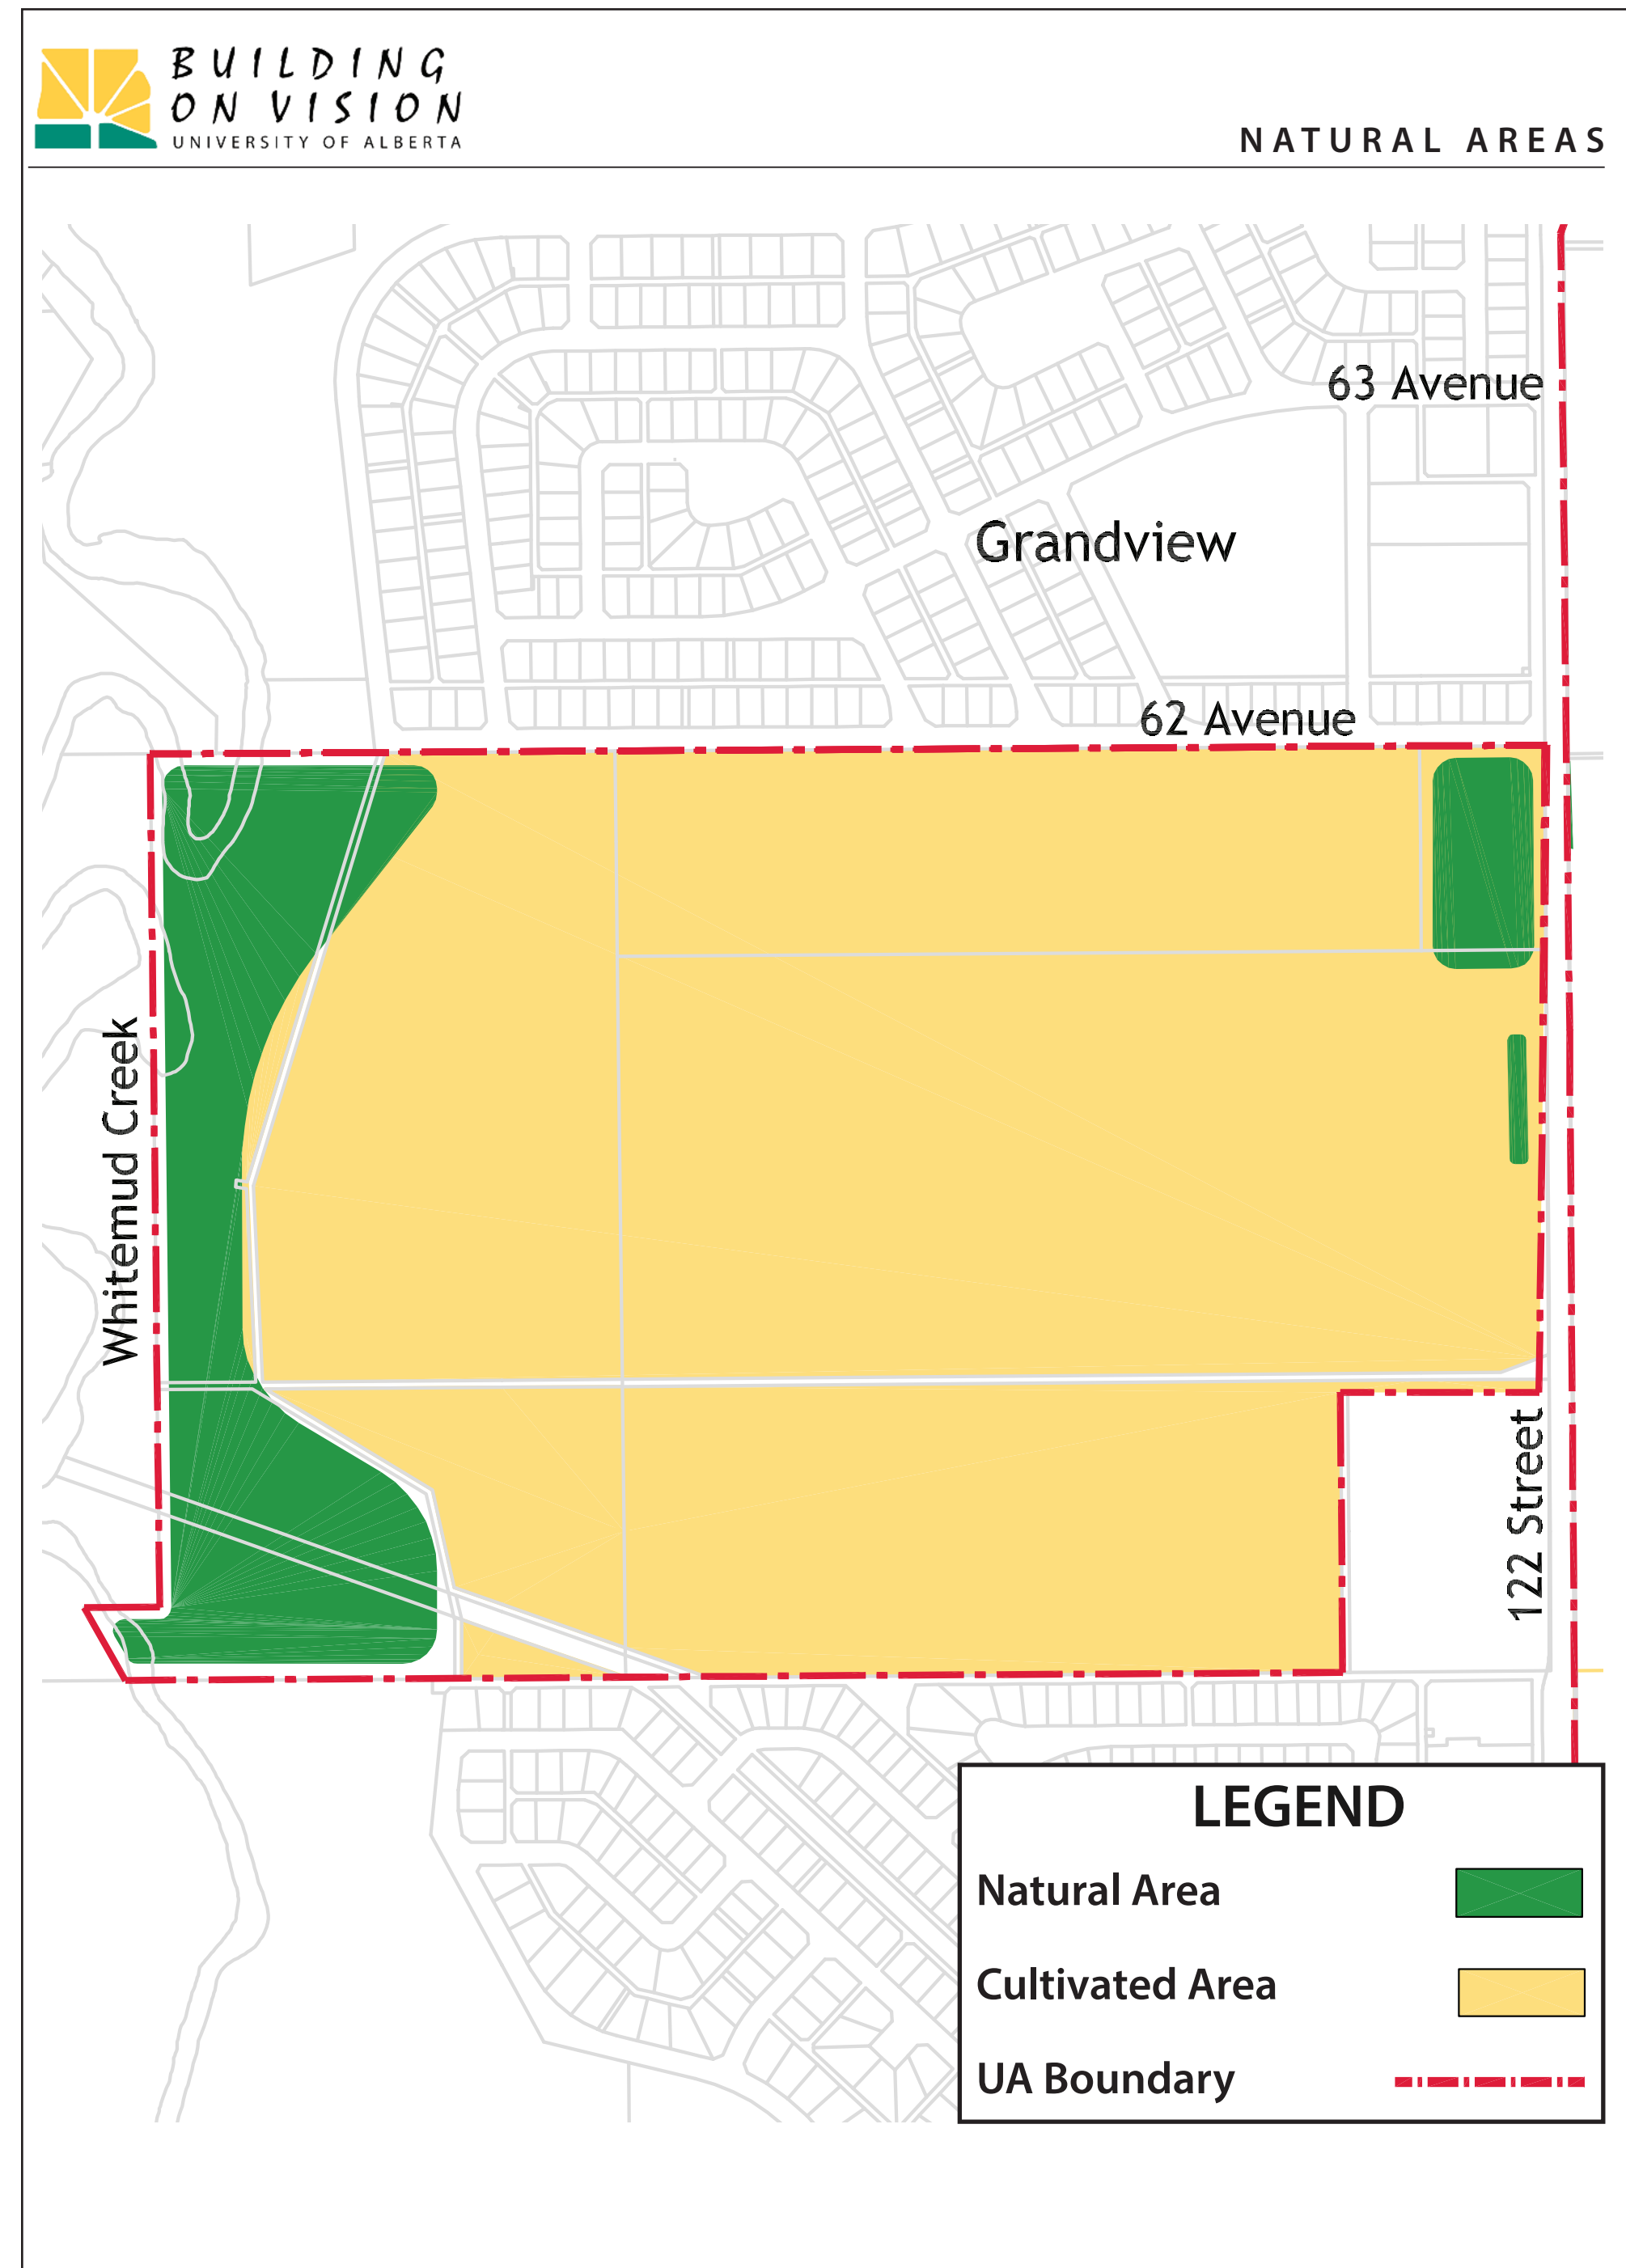 BUILDING
ON VISION
UNIVERSITY OF ALBERTA
NATURAL AREAS
63 Avenue
Grandview
62 Avenue
Whitemud Creek
122 Street
LEGEND
Natural Area
Cultivated Area
UA Boundary